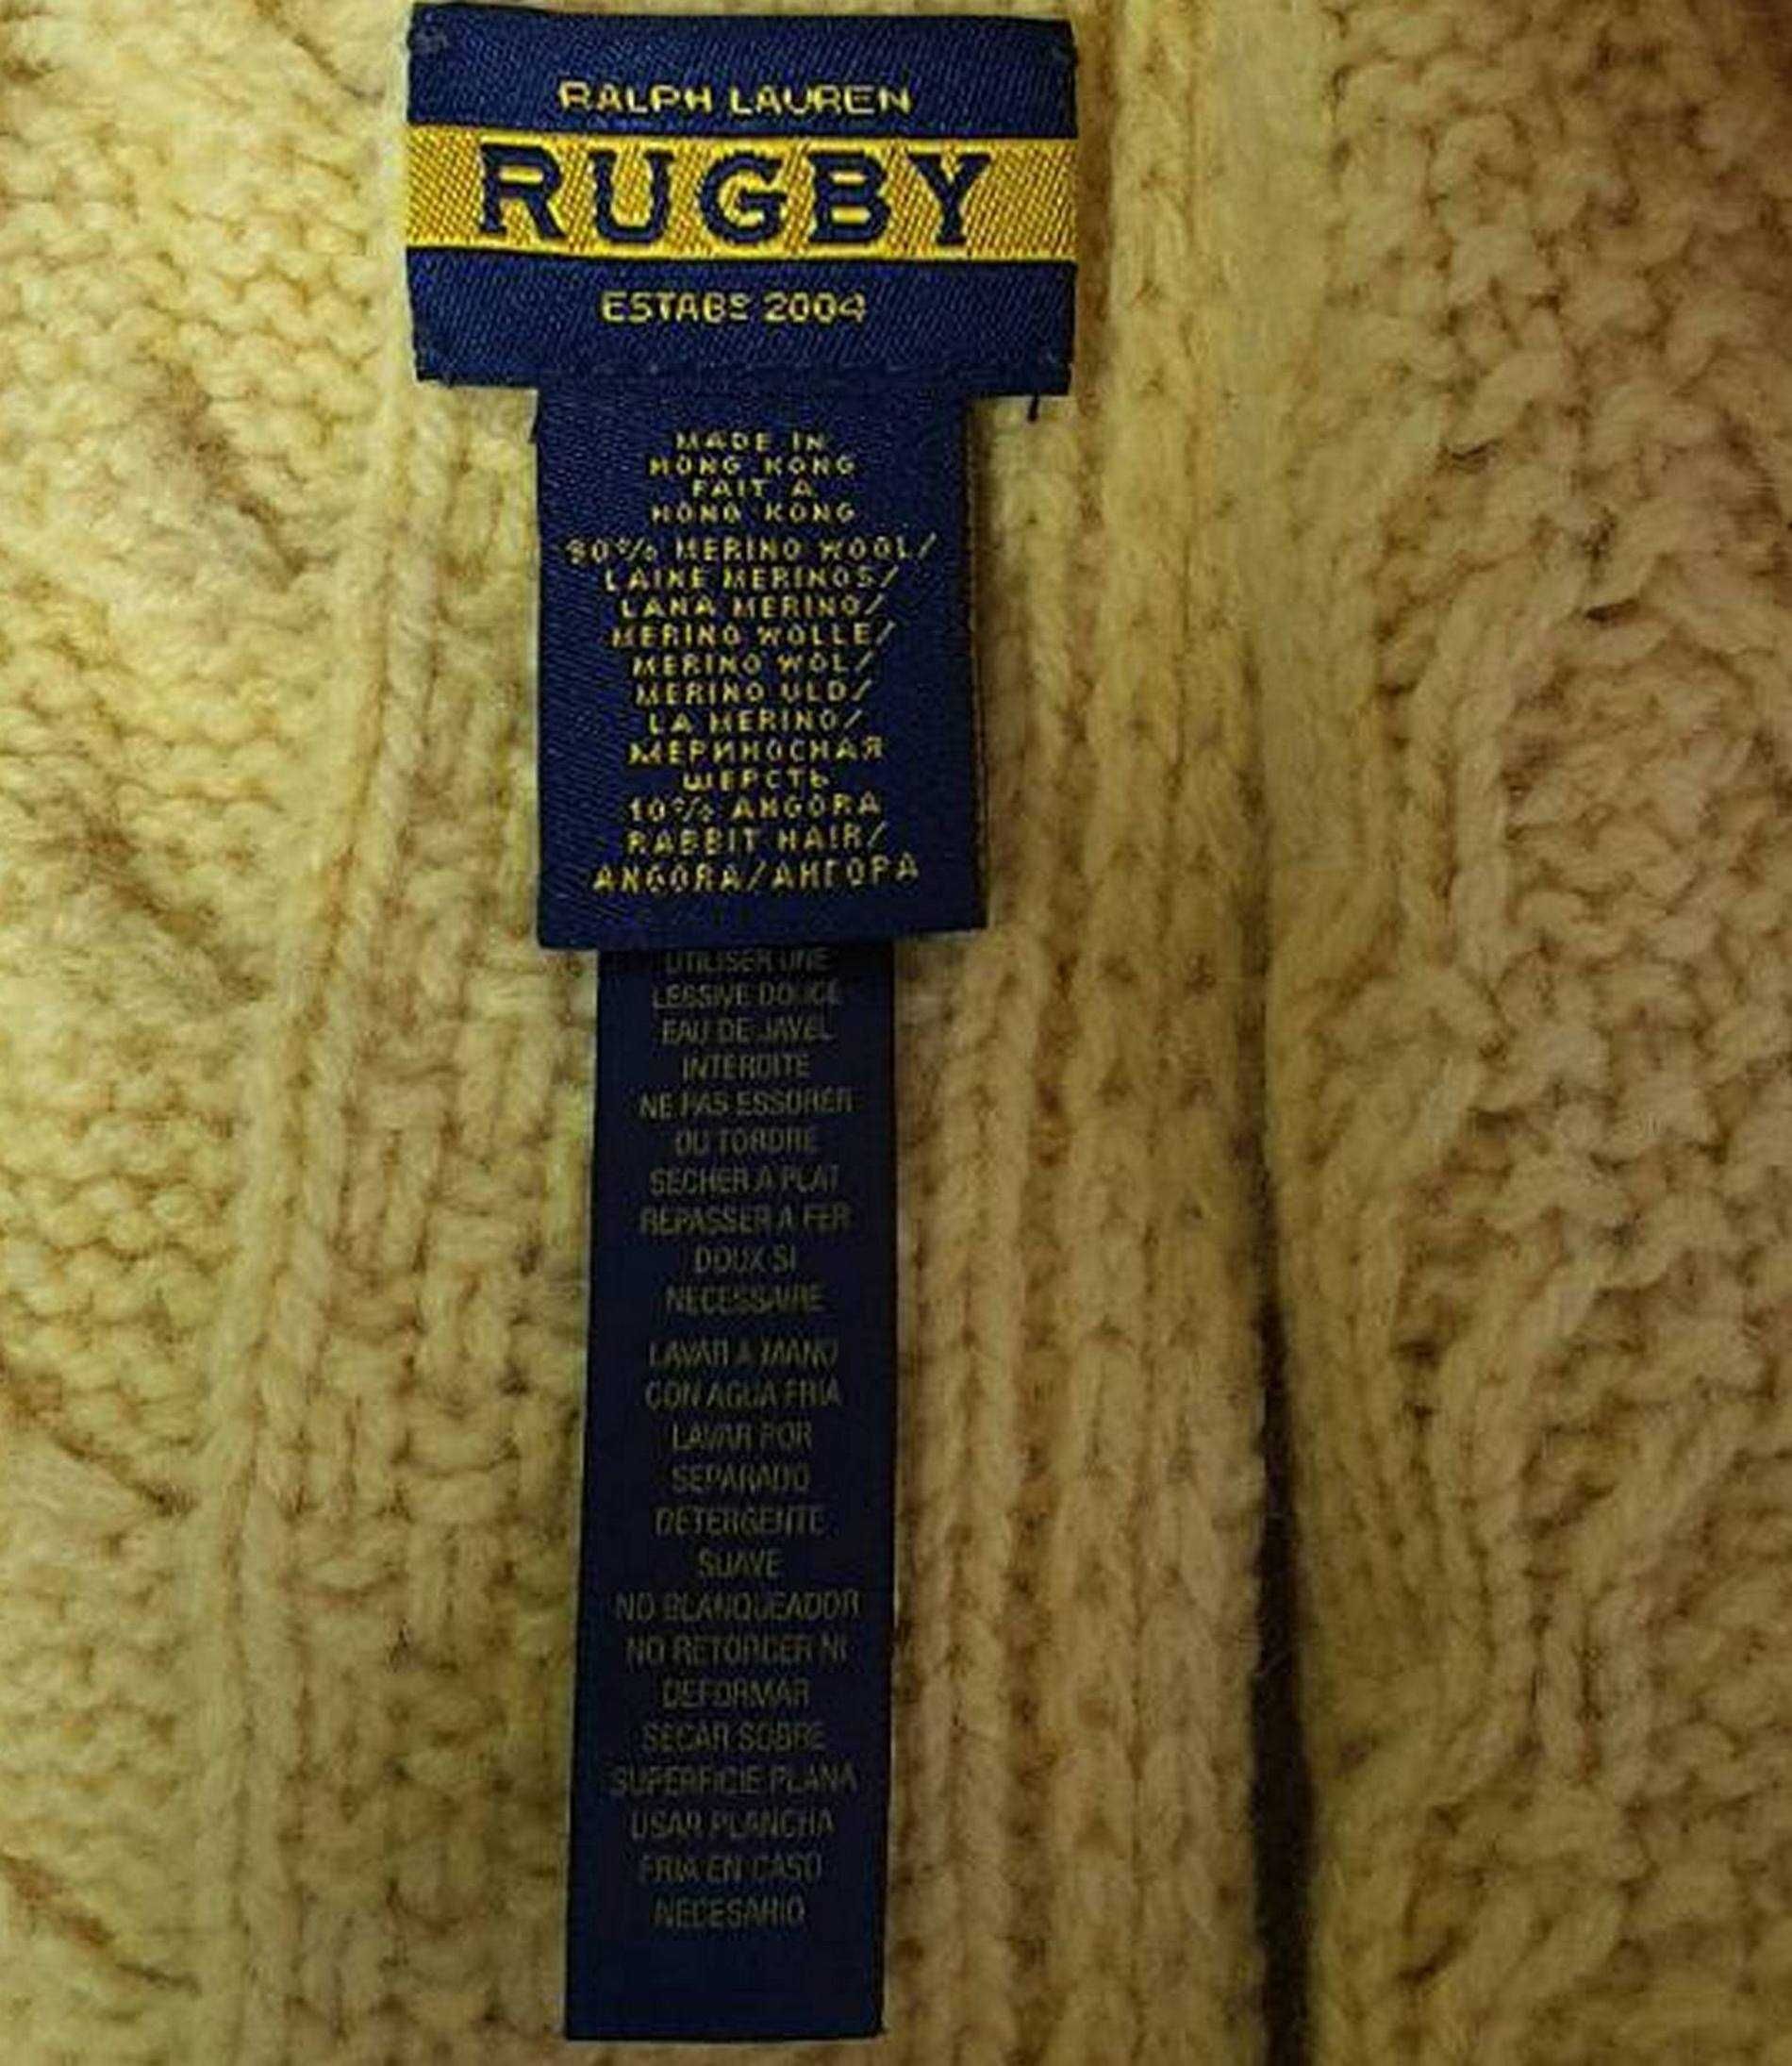 RALPH LAUREN
RUGBY
ESTABD 2004
MADE IN
HONG KONG
FAIT A
HONG KONG
90% MERINO WOOL/
LAINE MERINOS/
LANA MERINO/
MERINO WOLLE/
MERINO WOL/
MERINO ULD/
LA MERINO/
МЕРИНОСНАЯ
ШЕРСТЬ
10% ANGORA
RABBIT HAIR/
ANGORA/АНГОРА
UTILISER UNE
LESSIVE DOUCE
EAU DE JAVEL
INTERDITE
NE PAS ESSORER
OU TORDRE
SECHER A PLAT
REPASSER A FER
DOUX SI
NECESSAIRE
LAVAR A MANO
CON AGUA FRIA
LAVAR POR
SEPARADO
DETERGENTE
SUAVE
NO BLANQUEADOR
NO RETORCER NI
DEFORMAR
SECAR SOBRE
SUPERFICIE PLANA
USAR PLANCHA
FRIA EN CASO
NECESARIO